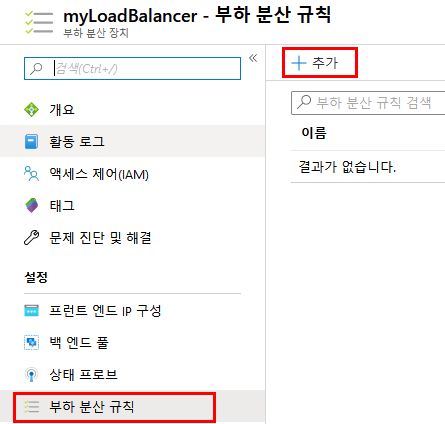 myLoadBalancer - 부하 분산 규칙
부하 분산 장치
검색(Ctrl+/)
«
개요
활동 로그
액세스 제어(IAM)
태그
문제 진단 및 해결
설정
프런트 엔드 IP 구성
백 엔드 풀
상태 프로브
부하 분산 규칙
+ 추가
부하 분산 규칙 검색
이름
결과가 없습니다.